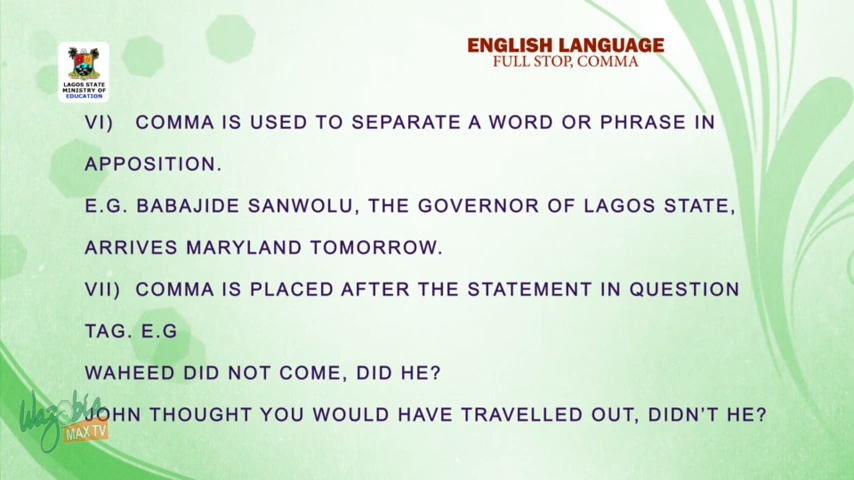 ENGLISH LANGUAGE
FULL STOP, COMMA
LAGOS STATE
MINISTRY OF
EDUCATION
VI) COMMA IS USED TO SEPARATE A WORD OR PHRASE IN
APPOSITION.
E.G. BABAJIDE SANWOLU, THE GOVERNOR OF LAGOS STATE,
ARRIVES MARYLAND TOMORROW.
VII) COMMA IS PLACED AFTER THE STATEMENT IN QUESTION
TAG. E.G
WAHEED DID NOT COME, DID HE?
JOHN THOUGHT YOU WOULD HAVE TRAVELLED OUT, DIDN'T HE?
Wazobia
MAX TV